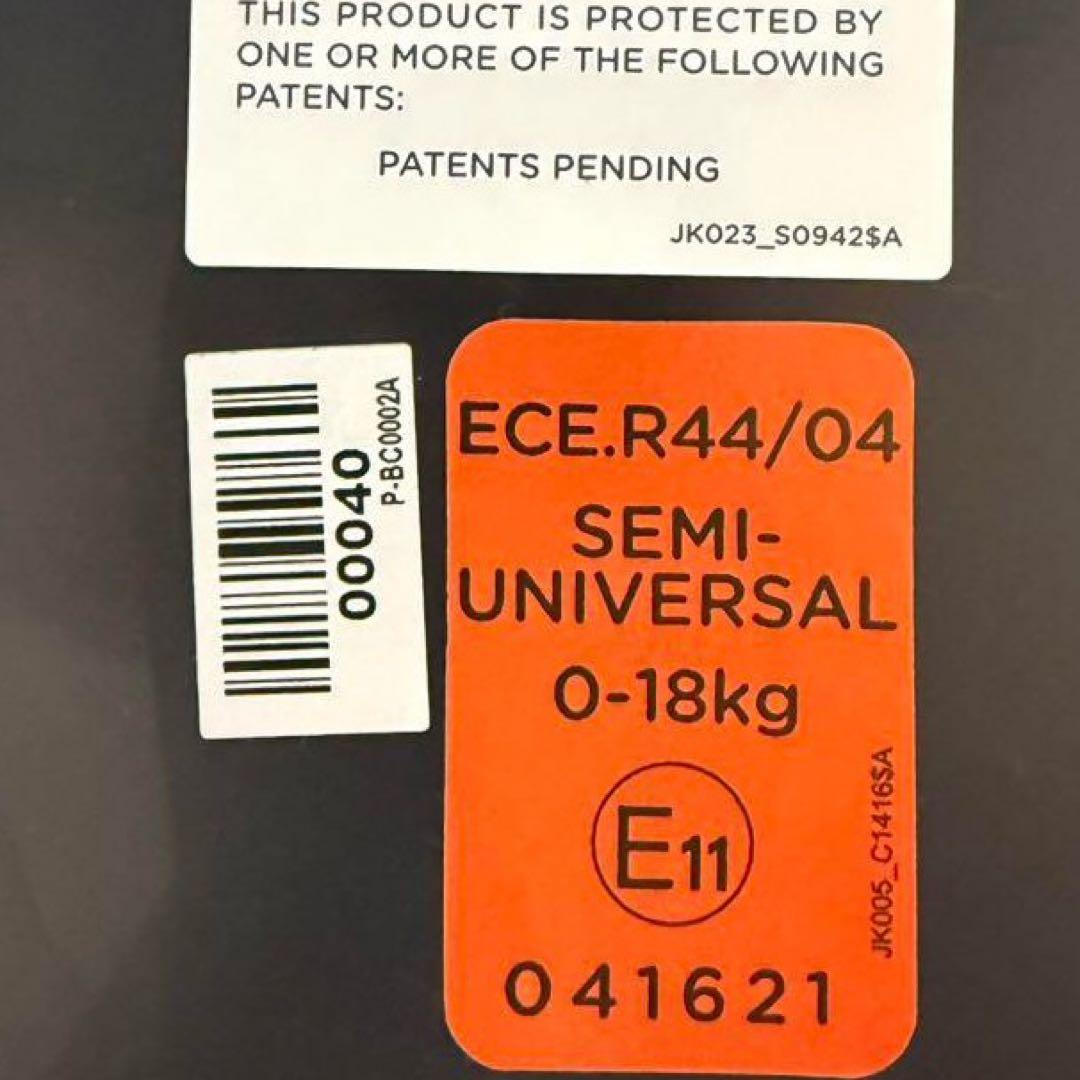 THIS PRODUCT IS PROTECTED BY
ONE OR MORE OF THE FOLLOWING
PATENTS:
PATENTS PENDING
JK023_S0942$A
00040
P-BC0002A
ECE.R44/04
SEMI-
UNIVERSAL
0-18kg
E11
041621
JK005_C1416$A